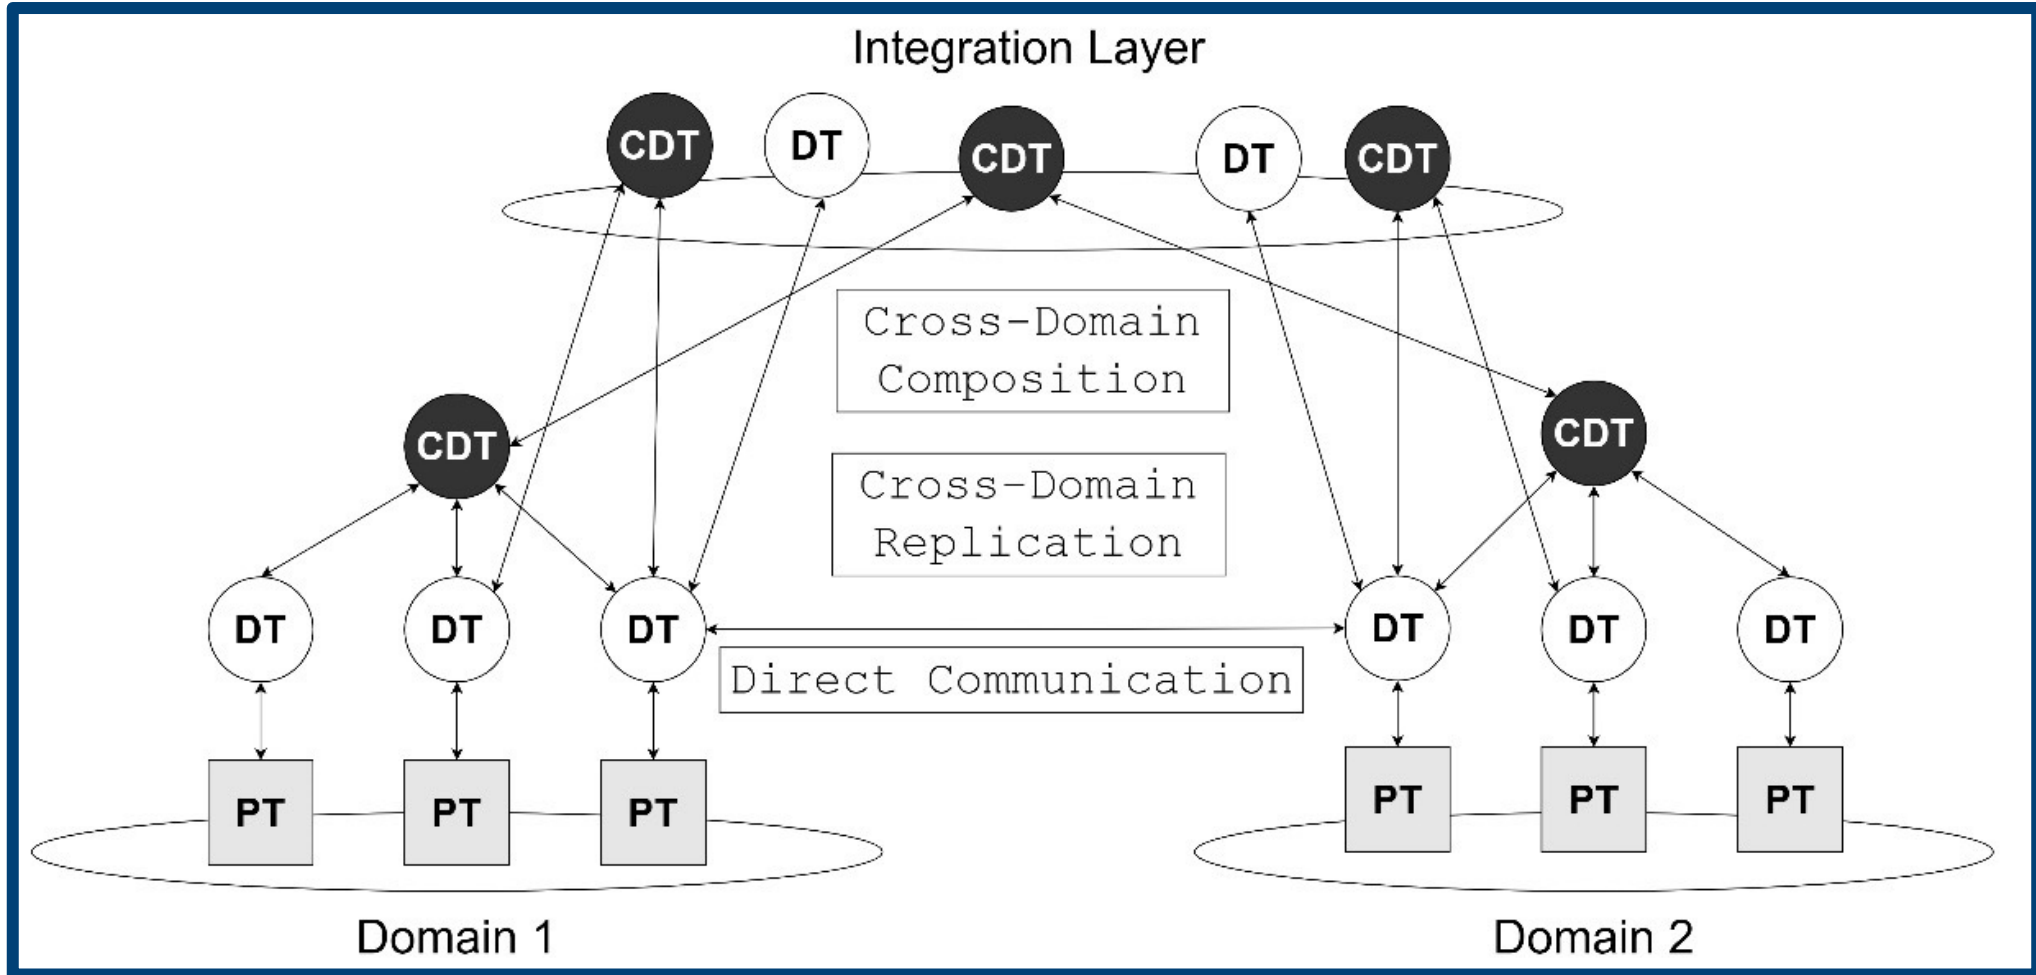 Integration Layer
CDT
DT
CDT
DT
CDT
Cross-Domain
Composition
CDT
CDT
Cross-Domain
Replication
DT
DT
DT
DT
DT
DT
Direct Communication
PT
PT
PT
PT
PT
PT
Domain 1
Domain 2